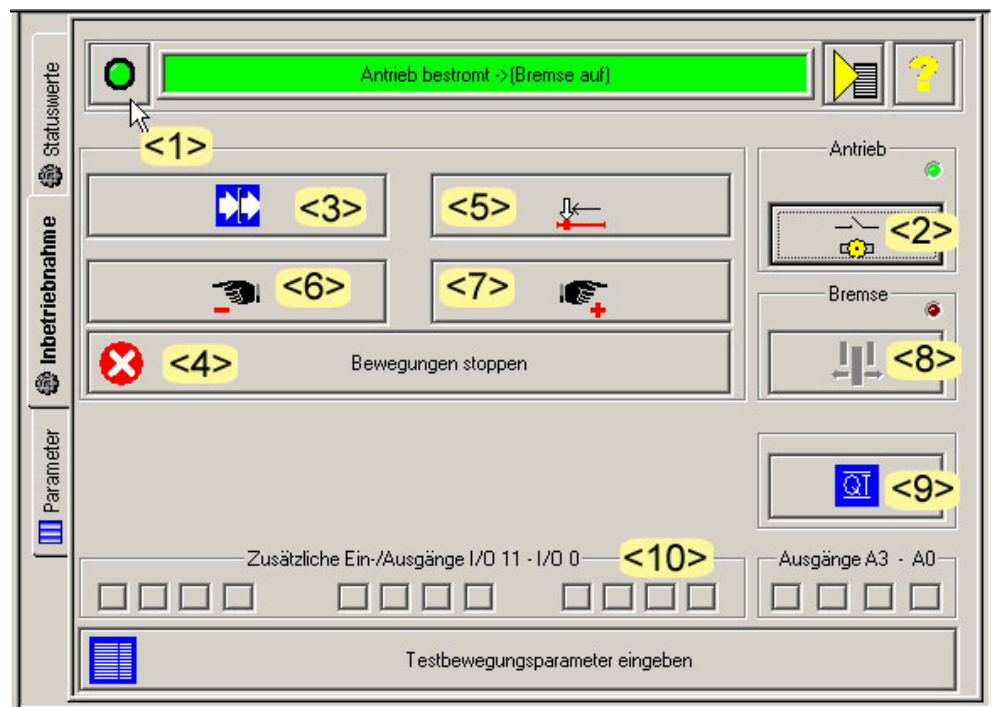 Statuswerte
Inbetriebnahme
Parameter
Antrieb bestromt ->(Bremse auf)
?
<1>
<3>
<5>
<6>
<7>
<4> Bewegungen stoppen
Antrieb
<2>
Bremse
<8>
QT <9>
Zusätzliche Ein-/Ausgänge I/O 11 - I/O 0 <10>
Ausgänge A3 - A0
Testbewegungsparameter eingeben